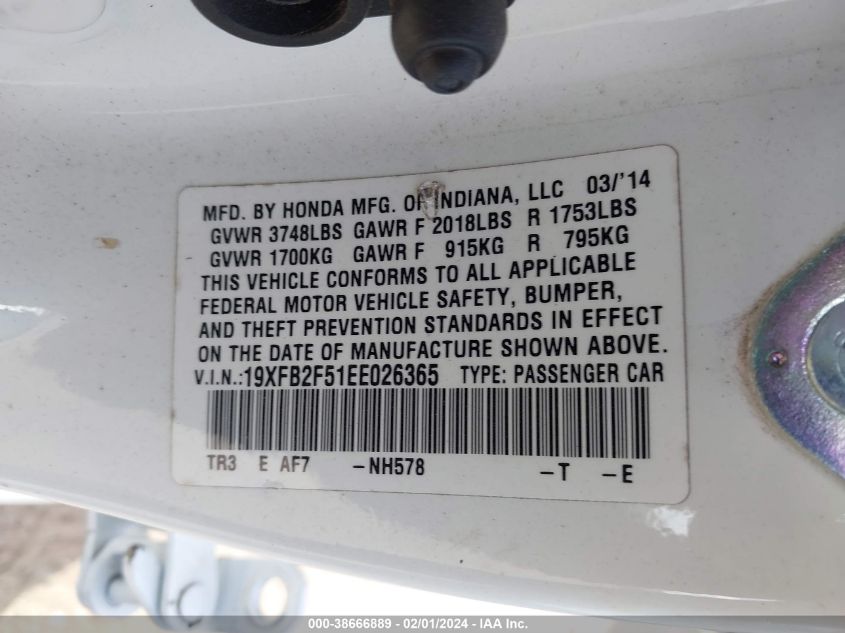 MFD. BY HONDA MFG. OF INDIANA, LLC 03/'14
GVWR 3748LBS GAWR F 2018LBS R 1753LBS
GVWR 1700KG GAWR F 915KG R 795KG
THIS VEHICLE CONFORMS TO ALL APPLICABLE
FEDERAL MOTOR VEHICLE SAFETY, BUMPER,
AND THEFT PREVENTION STANDARDS IN EFFECT
ON THE DATE OF MANUFACTURE SHOWN ABOVE.
V.I.N.:19XFB2F51EE026365 TYPE: PASSENGER CAR
TR3 E AF7 -NH578 -T -E
000-38666889 - 02/01/2024 - IAA Inc.